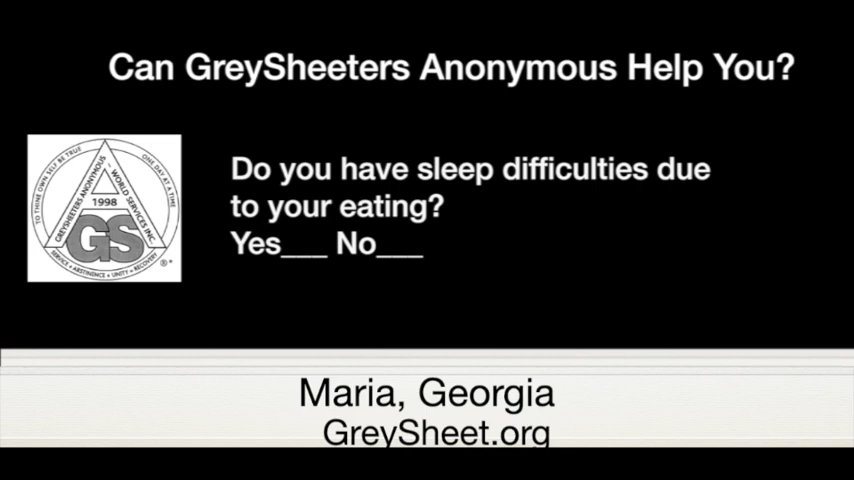 Can GreySheeters Anonymous Help You?
TO THINE OWN SELF BE TRUE
ONE DAY AT A TIME
GREYSHEETERS ANONYMOUS
WORLD SERVICES INC.
1998
GS
SERVICE • ABSTINENCE • UNITY • RECOVERY
®
Do you have sleep difficulties due
to your eating?
Yes___ No___
Maria, Georgia
GreySheet.org